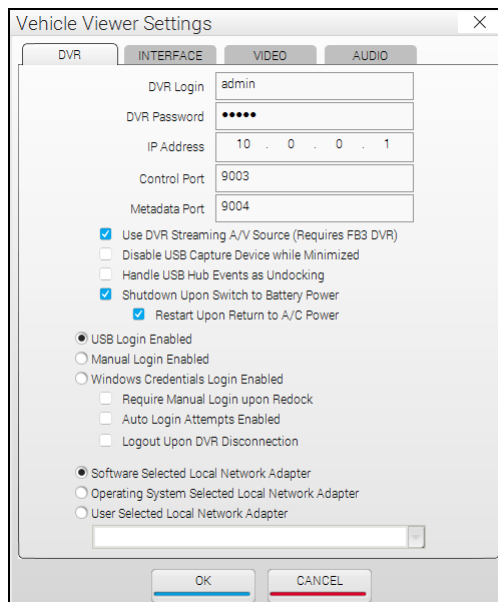 Vehicle Viewer Settings
DVR INTERFACE VIDEO AUDIO
DVR Login admin
DVR Password •••••
IP Address 10 . 0 . 0 . 1
Control Port 9003
Metadata Port 9004
Use DVR Streaming A/V Source (Requires FB3 DVR)
Disable USB Capture Device while Minimized
Handle USB Hub Events as Undocking
Shutdown Upon Switch to Battery Power
Restart Upon Return to A/C Power
USB Login Enabled
Manual Login Enabled
Windows Credentials Login Enabled
Require Manual Login upon Redock
Auto Login Attempts Enabled
Logout Upon DVR Disconnection
Software Selected Local Network Adapter
Operating System Selected Local Network Adapter
User Selected Local Network Adapter
OK CANCEL